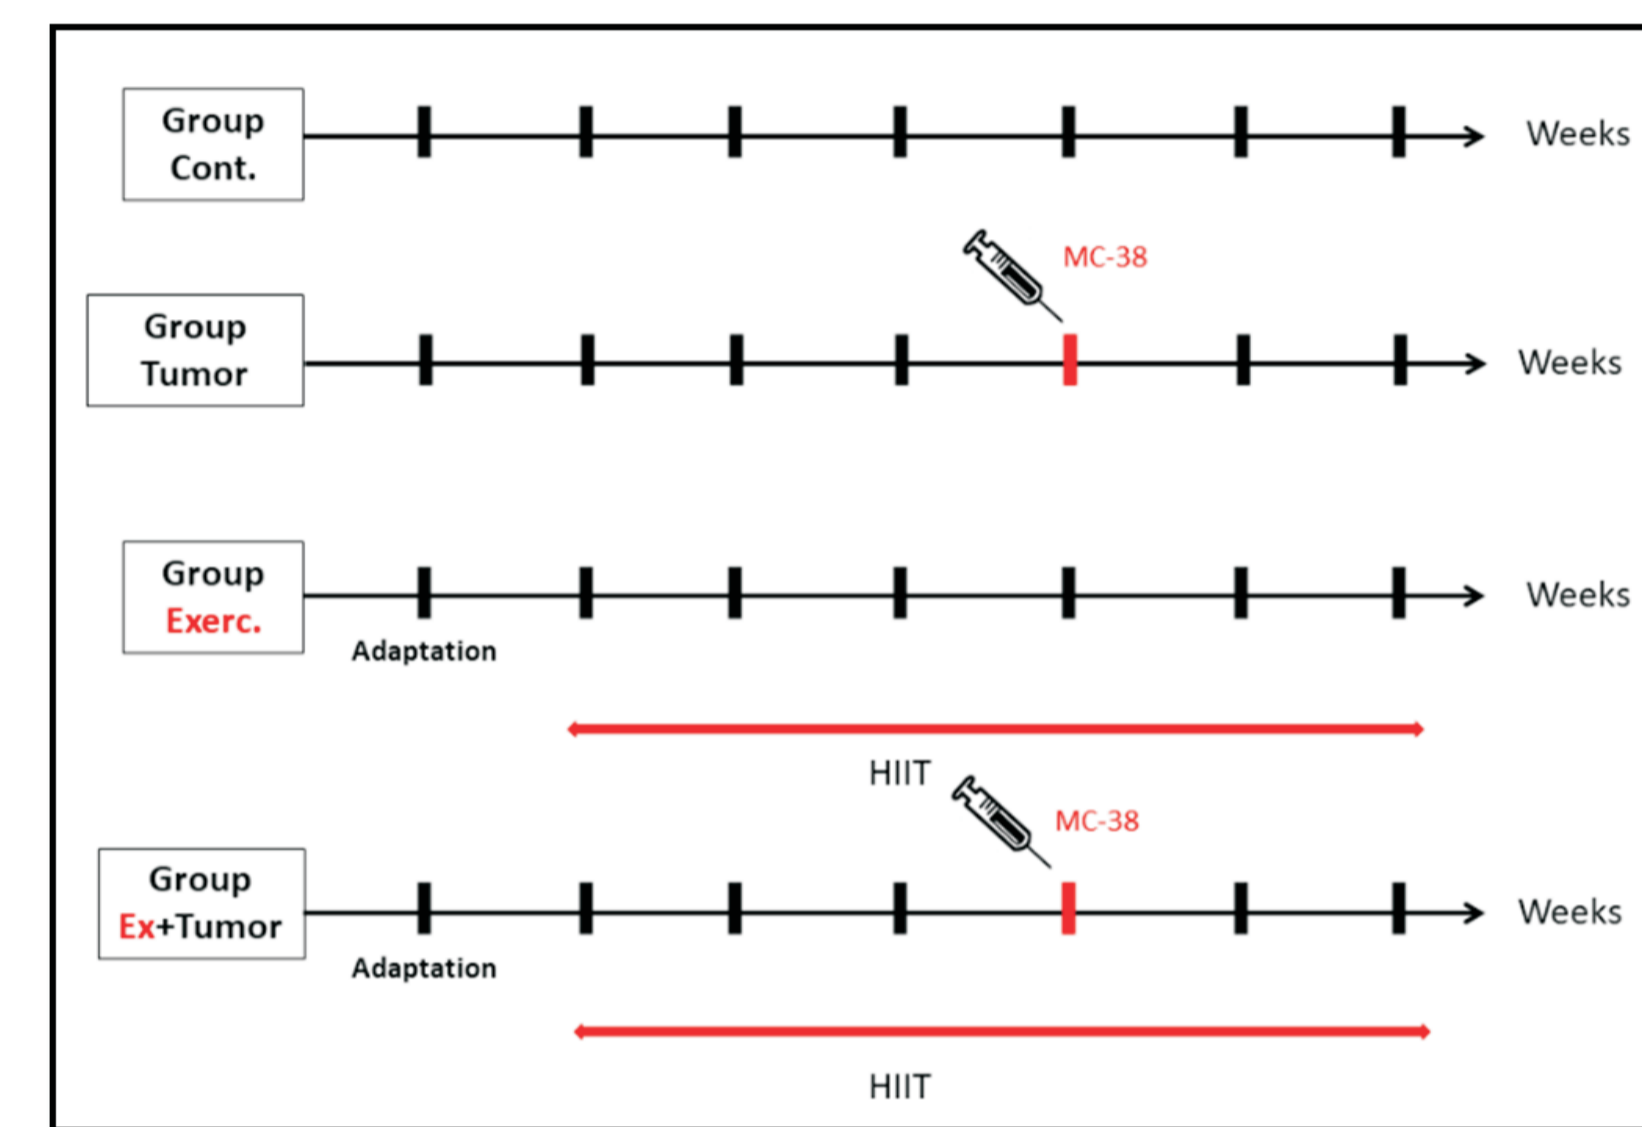 Group
Cont.
Weeks
MC-38
Group
Tumor
Weeks
Group
Exerc.
Weeks
Adaptation
HIIT
MC-38
Group
Ex+Tumor
Weeks
Adaptation
HIIT